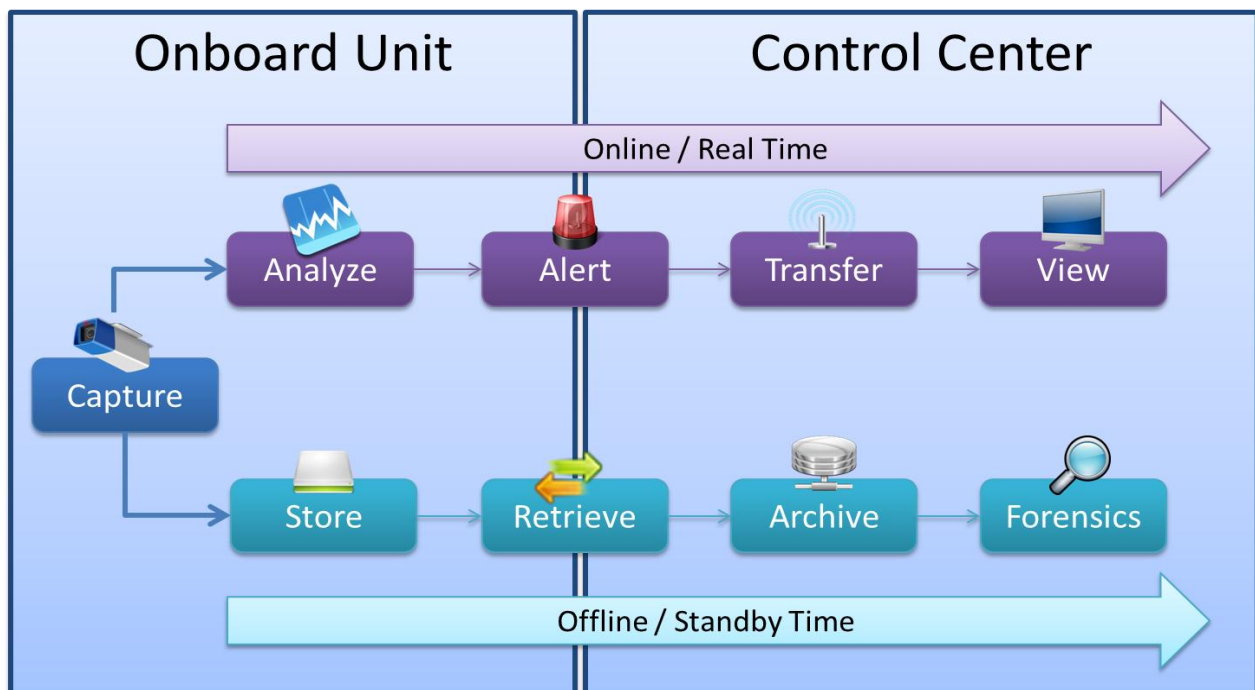 Onboard Unit
Control Center
Online / Real Time
Analyze
Alert
Transfer
View
Capture
Store
Retrieve
Archive
Forensics
Offline / Standby Time